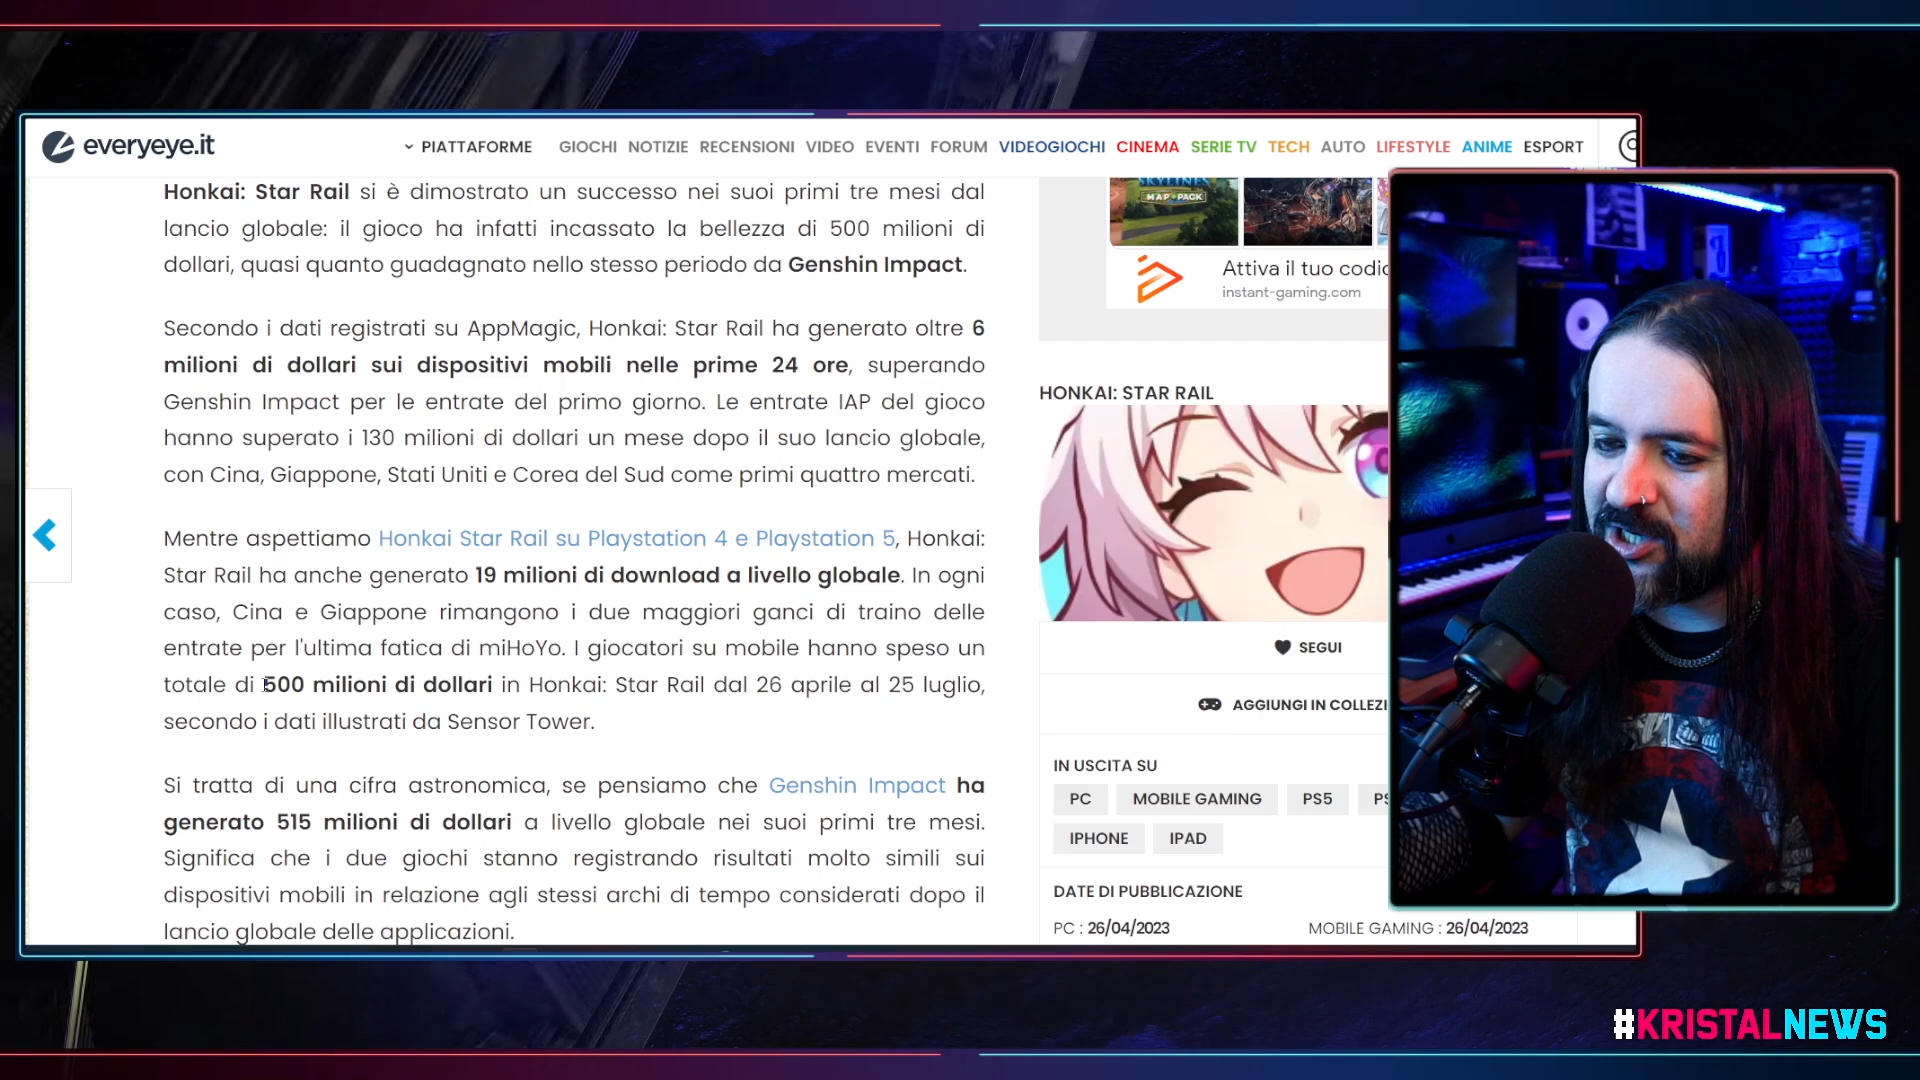 everyeye.it
PIATTAFORME GIOCHI NOTIZIE RECENSIONI VIDEO EVENTI FORUM VIDEOGIOCHI CINEMA SERIE TV TECH AUTO LIFESTYLE ANIME ESPORT
Honkai: Star Rail si è dimostrato un successo nei suoi primi tre mesi dal
lancio globale: il gioco ha infatti incassato la bellezza di 500 milioni di
dollari, quasi quanto guadagnato nello stesso periodo da Genshin Impact.
Secondo i dati registrati su AppMagic, Honkai: Star Rail ha generato oltre 6
milioni di dollari sui dispositivi mobili nelle prime 24 ore, superando
Genshin Impact per le entrate del primo giorno. Le entrate IAP del gioco
hanno superato i 130 milioni di dollari un mese dopo il suo lancio globale,
con Cina, Giappone, Stati Uniti e Corea del Sud come primi quattro mercati.
Mentre aspettiamo Honkai Star Rail su Playstation 4 e Playstation 5, Honkai:
Star Rail ha anche generato 19 milioni di download a livello globale. In ogni
caso, Cina e Giappone rimangono i due maggiori ganci di traino delle
entrate per l'ultima fatica di miHoYo. I giocatori su mobile hanno speso un
totale di 500 milioni di dollari in Honkai: Star Rail dal 26 aprile al 25 luglio,
secondo i dati illustrati da Sensor Tower.
Si tratta di una cifra astronomica, se pensiamo che Genshin Impact ha
generato 515 milioni di dollari a livello globale nei suoi primi tre mesi.
Significa che i due giochi stanno registrando risultati molto simili sui
dispositivi mobili in relazione agli stessi archi di tempo considerati dopo il
lancio globale delle applicazioni.
SKYLINES
MAP PACK
Attiva il tuo codic
instant-gaming.com
HONKAI: STAR RAIL
SEGUI
AGGIUNGI IN COLLEZI
IN USCITA SU
PC MOBILE GAMING PS5 PS
IPHONE IPAD
DATE DI PUBBLICAZIONE
PC : 26/04/2023 MOBILE GAMING : 26/04/2023
#KRISTALNEWS